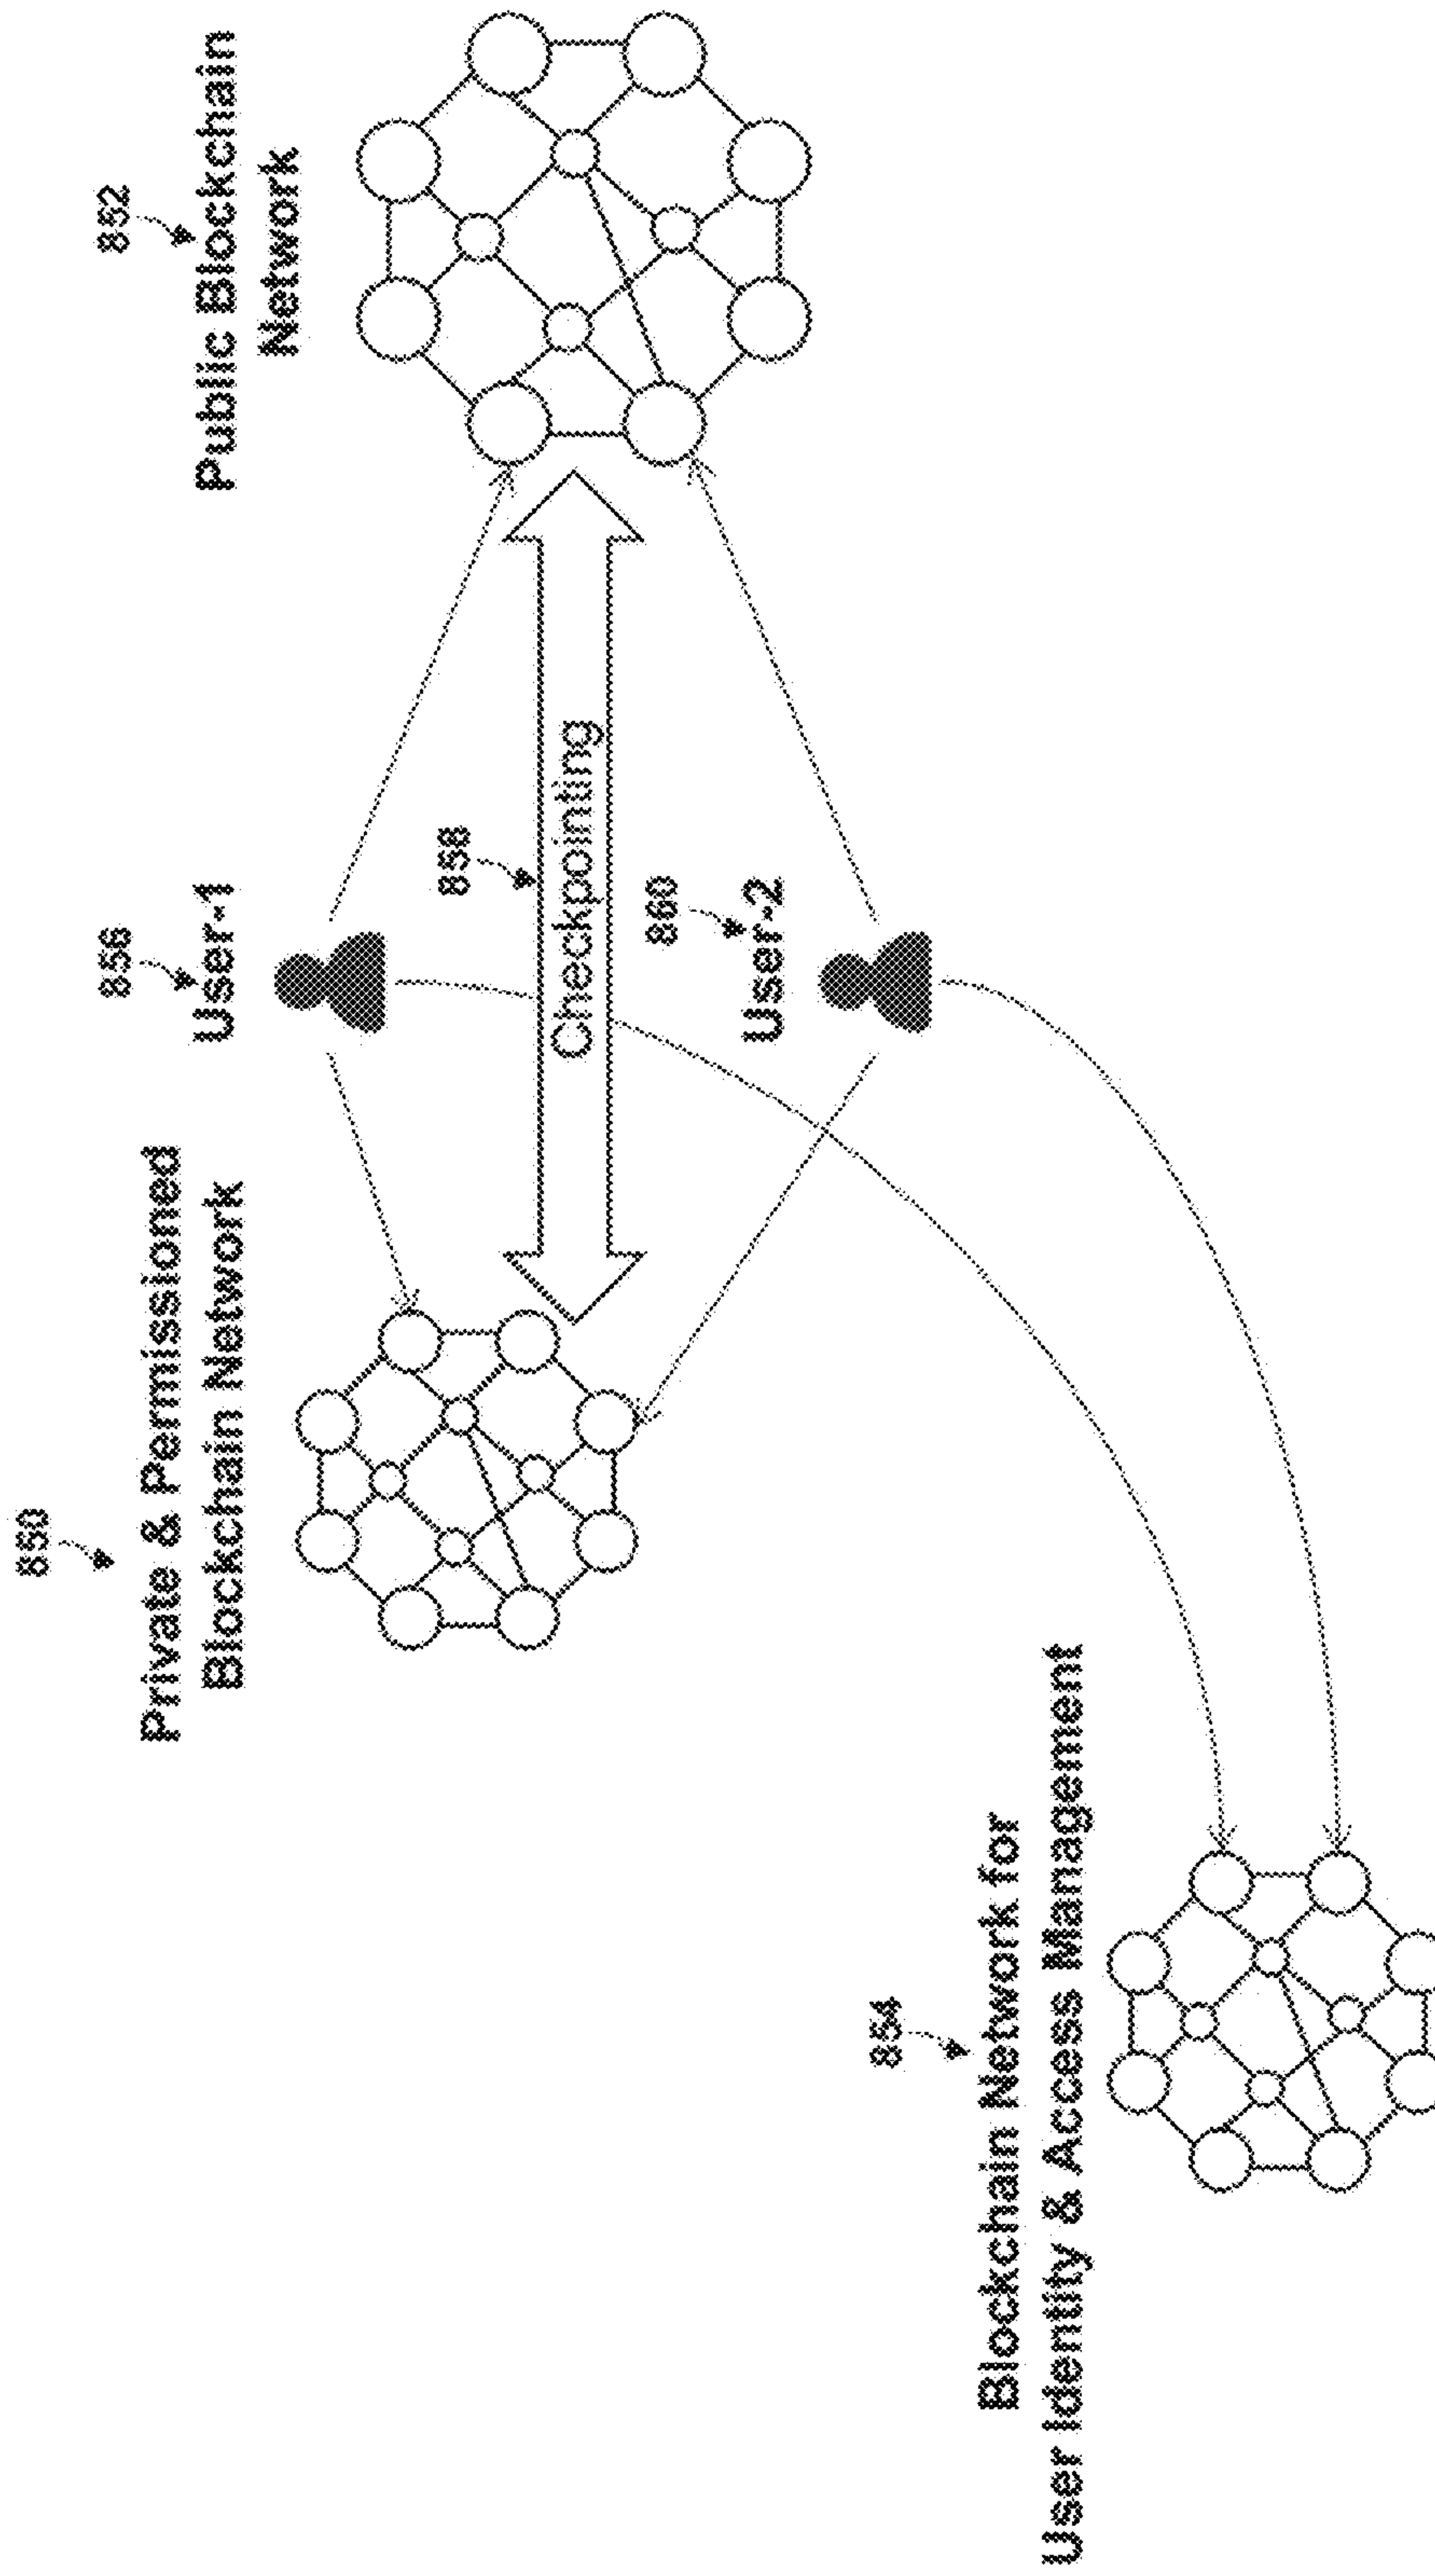 850
Private & Permissioned
Blockchain Network
856
User-1
852
Public Blockchain
Network
858
Checkpointing
860
User-2
854
Blockchain Network for
User Identity & Access Management